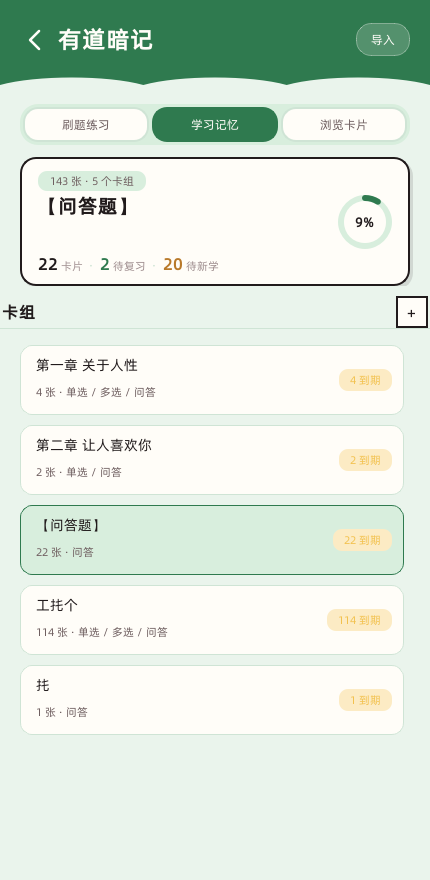 有道暗记
导入
刷题练习
学习记忆
浏览卡片
143 张 · 5 个卡组
【问答题】
9%
22 卡片 · 2 待复习 · 20 待新学
卡组
+
第一章 关于人性
4 张 · 单选 / 多选 / 问答
4 到期
第二章 让人喜欢你
2 张 · 单选 / 问答
2 到期
【问答题】
22 张 · 问答
22 到期
工托个
114 张 · 单选 / 多选 / 问答
114 到期
托
1 张 · 问答
1 到期